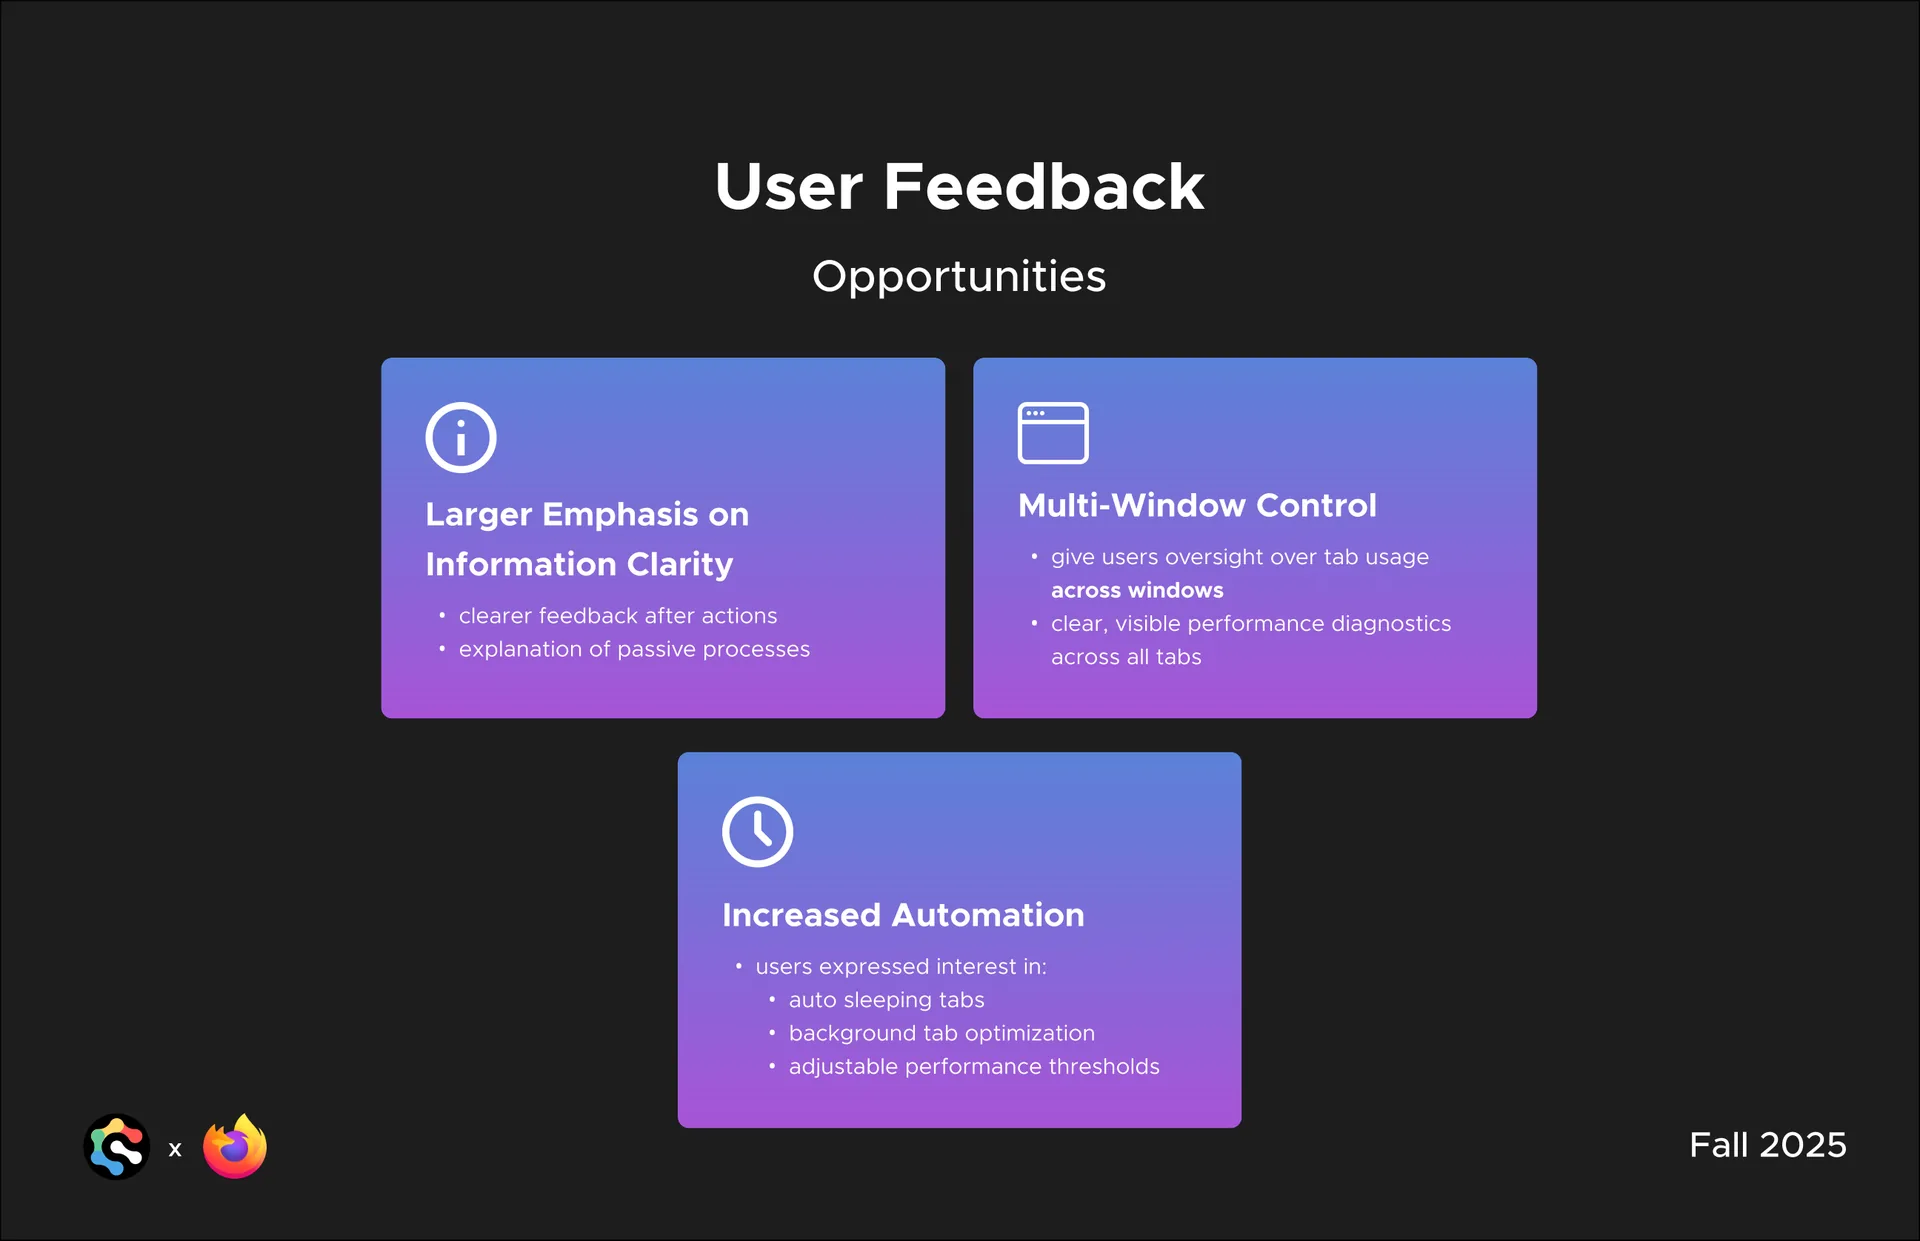 User Feedback
Opportunities
Larger Emphasis on
Information Clarity
• clearer feedback after actions
• explanation of passive processes
Multi-Window Control
• give users oversight over tab usage
across windows
• clear, visible performance diagnostics
across all tabs
Increased Automation
• users expressed interest in:
• auto sleeping tabs
• background tab optimization
• adjustable performance thresholds
x
Fall 2025